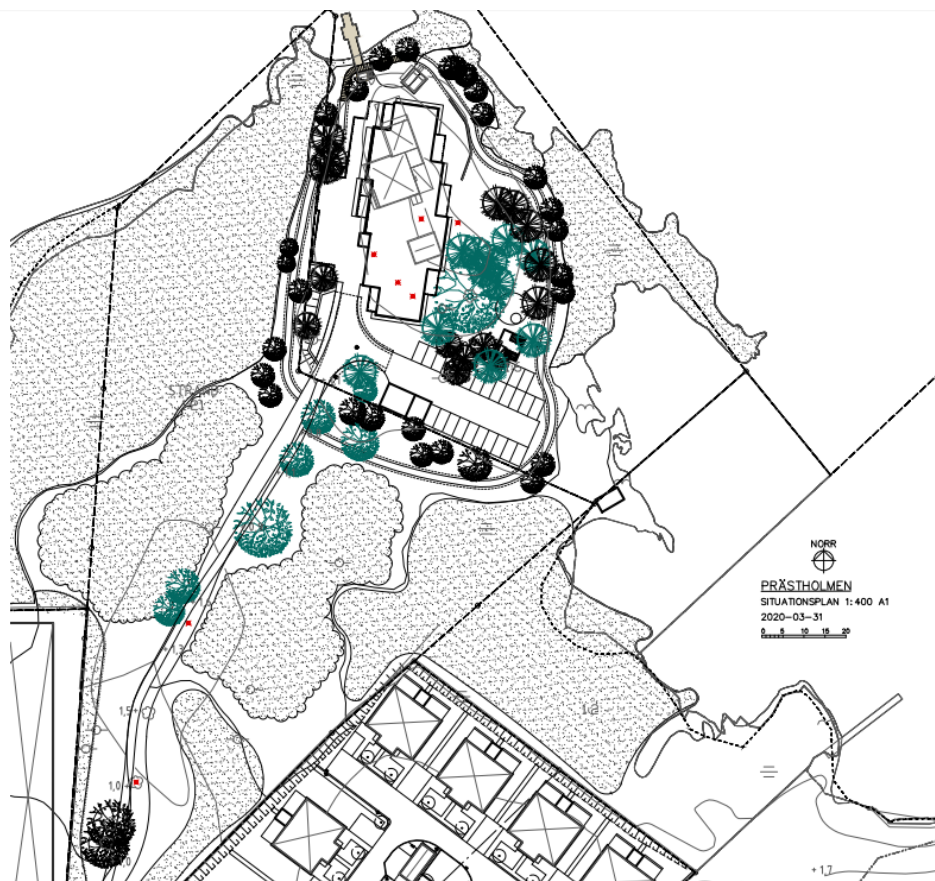 NORR
PRÄSTHOLMEN
SITUATIONSPLAN 1:400 A1
2020-03-31
0 5 10 15 20
1,5+
1,0
+1,7